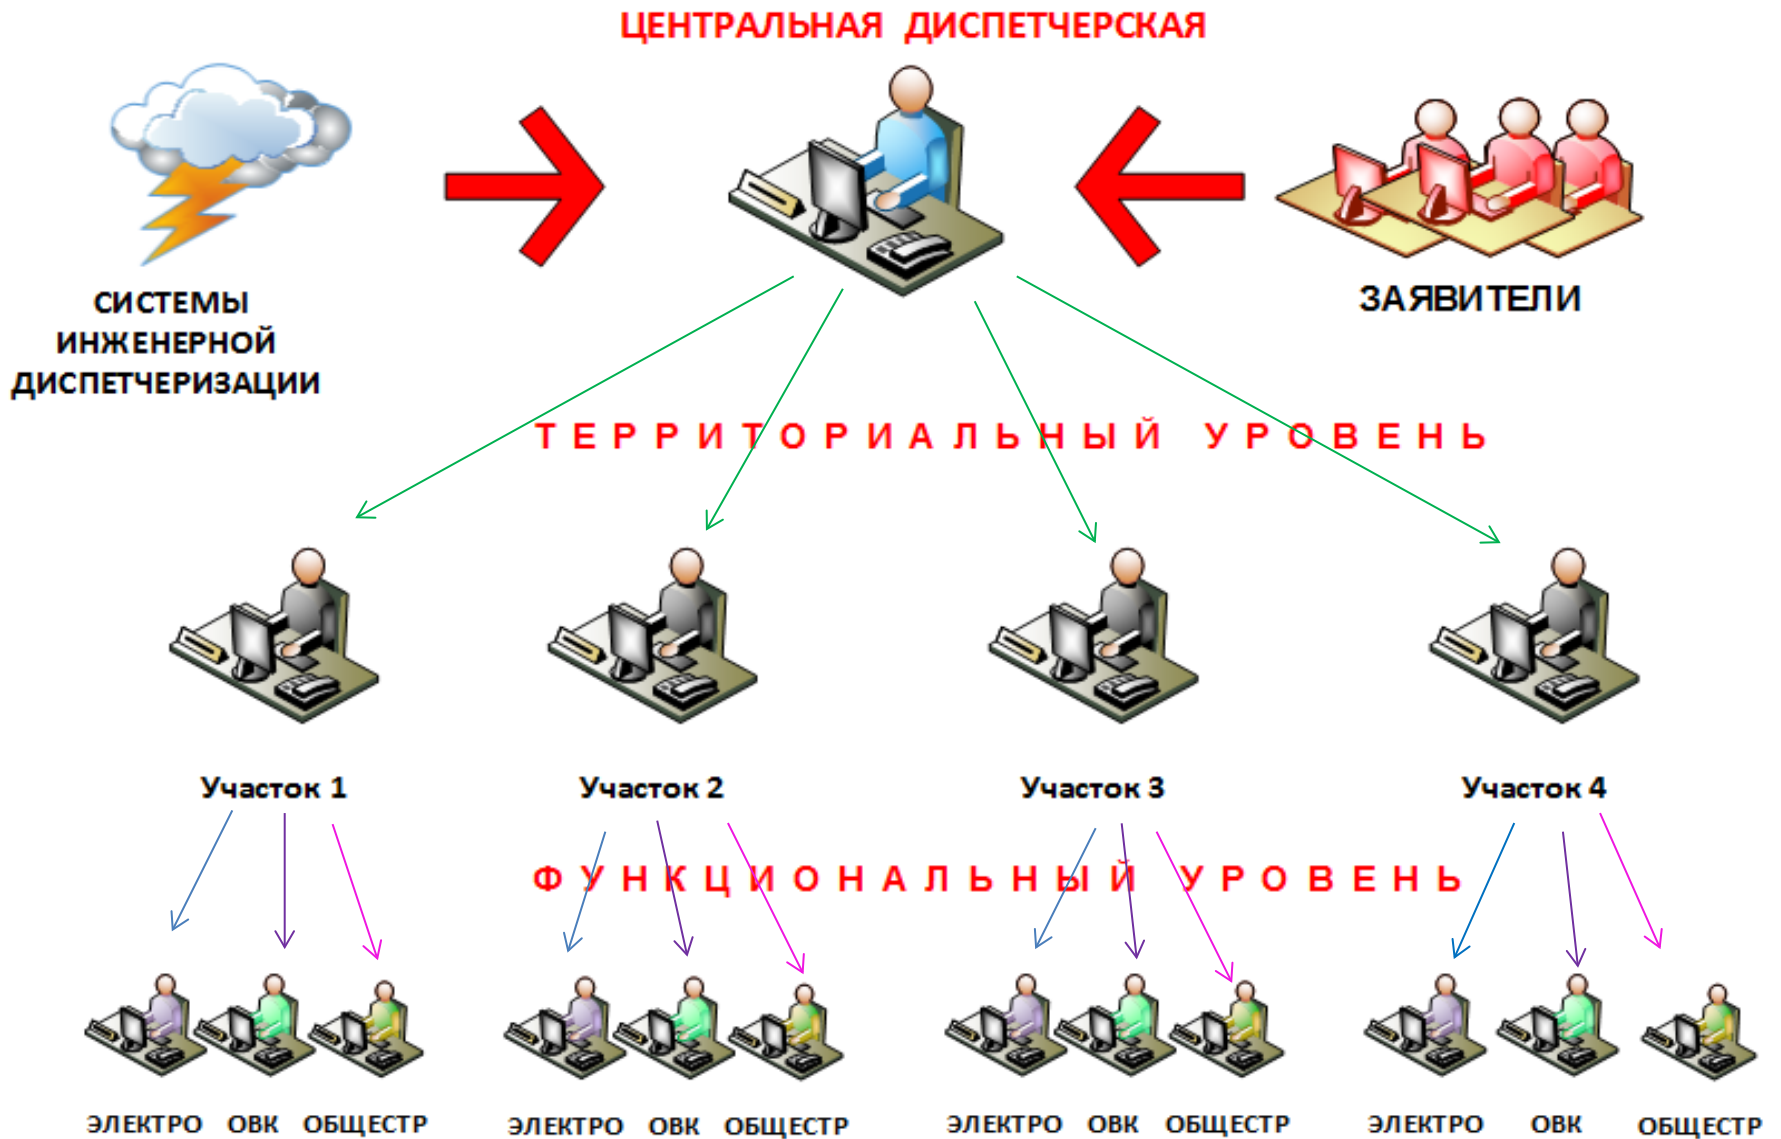 ЦЕНТРАЛЬНАЯ ДИСПЕТЧЕРСКАЯ
СИСТЕМЫ
ИНЖЕНЕРНОЙ
ДИСПЕТЧЕРИЗАЦИИ
ЗАЯВИТЕЛИ
ТЕРРИТОРИАЛЬНЫЙ УРОВЕНЬ
Участок 1
Участок 2
Участок 3
Участок 4
ФУНКЦИОНАЛЬНЫЙ УРОВЕНЬ
ЭЛЕКТРО ОВК ОБЩЕСТР
ЭЛЕКТРО ОВК ОБЩЕСТР
ЭЛЕКТРО ОВК ОБЩЕСТР
ЭЛЕКТРО ОВК ОБЩЕСТР